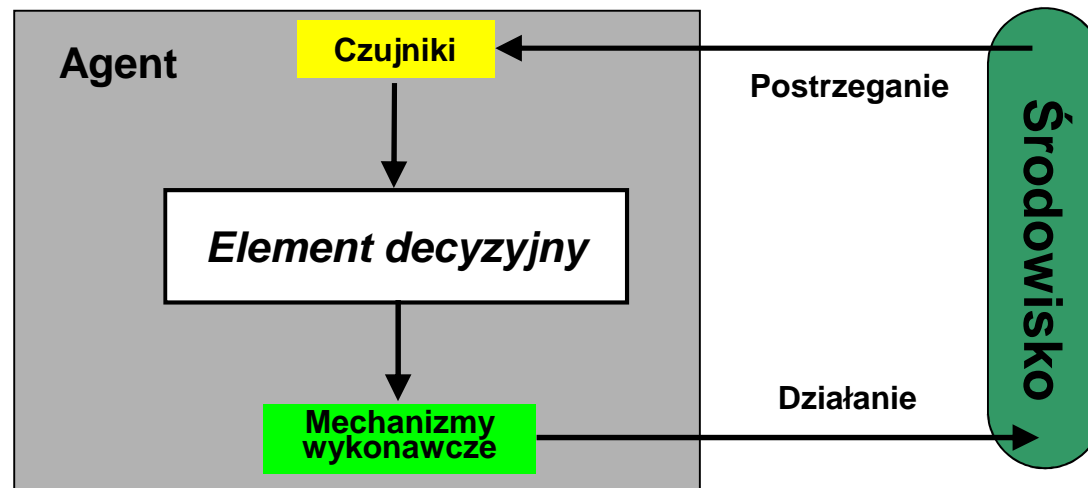 Agent
Czujniki
Postrzeganie
Środowisko
Element decyzyjny
Działanie
Mechanizmy
wykonawcze